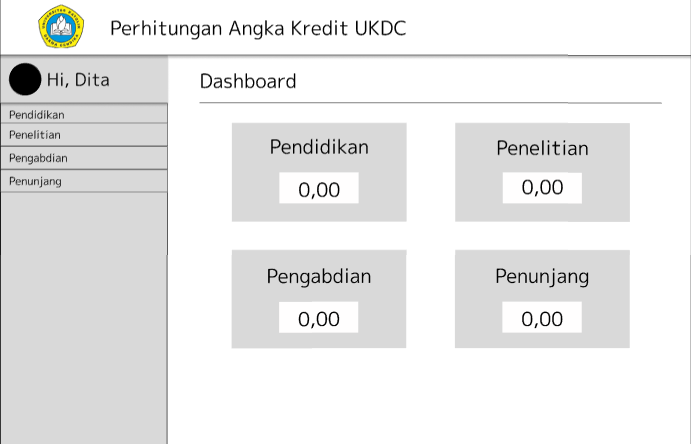 Perhitungan Angka Kredit UKDC
Hi, Dita
Dashboard
Pendidikan
Penelitian
Pengabdian
Penunjang
Pendidikan
0,00
Penelitian
0,00
Pengabdian
0,00
Penunjang
0,00